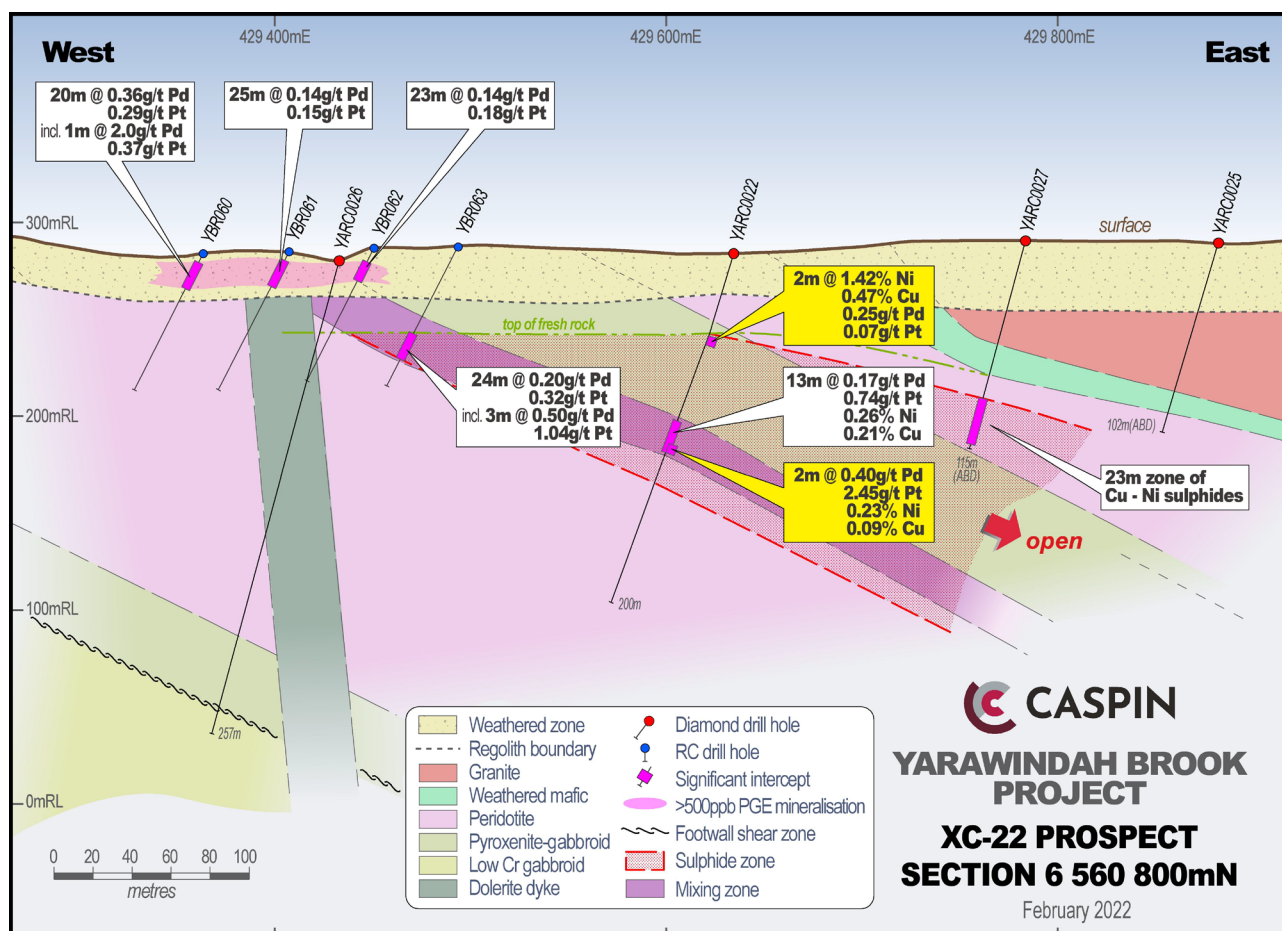 429 400mE
429 600mE
429 800mE
West
East
20m @ 0.36g/t Pd
0.29g/t Pt
incl. 1m @ 2.0g/t Pd
0.37g/t Pt
25m @ 0.14g/t Pd
0.15g/t Pt
23m @ 0.14g/t Pd
0.18g/t Pt
YBR060
YBR061
YARC0026
YBR062
YBR063
YARC0022
YARC0027
YARC0025
300mRL
surface
2m @ 1.42% Ni
0.47% Cu
0.25g/t Pd
0.07g/t Pt
top of fresh rock
24m @ 0.20g/t Pd
0.32g/t Pt
incl. 3m @ 0.50g/t Pd
1.04g/t Pt
13m @ 0.17g/t Pd
0.74g/t Pt
0.26% Ni
0.21% Cu
200mRL
102m(ABD)
115m
(ABD)
23m zone of
Cu - Ni sulphides
2m @ 0.40g/t Pd
2.45g/t Pt
0.23% Ni
0.09% Cu
open
200m
100mRL
257m
0mRL
0 20 40 60 80 100
metres
Weathered zone
Regolith boundary
Granite
Weathered mafic
Peridotite
Pyroxenite-gabbroid
Low Cr gabbroid
Dolerite dyke
Diamond drill hole
RC drill hole
Significant intercept
>500ppb PGE mineralisation
Footwall shear zone
Sulphide zone
Mixing zone
CASPIN
YARAWINDAH BROOK
PROJECT
XC-22 PROSPECT
SECTION 6 560 800mN
February 2022